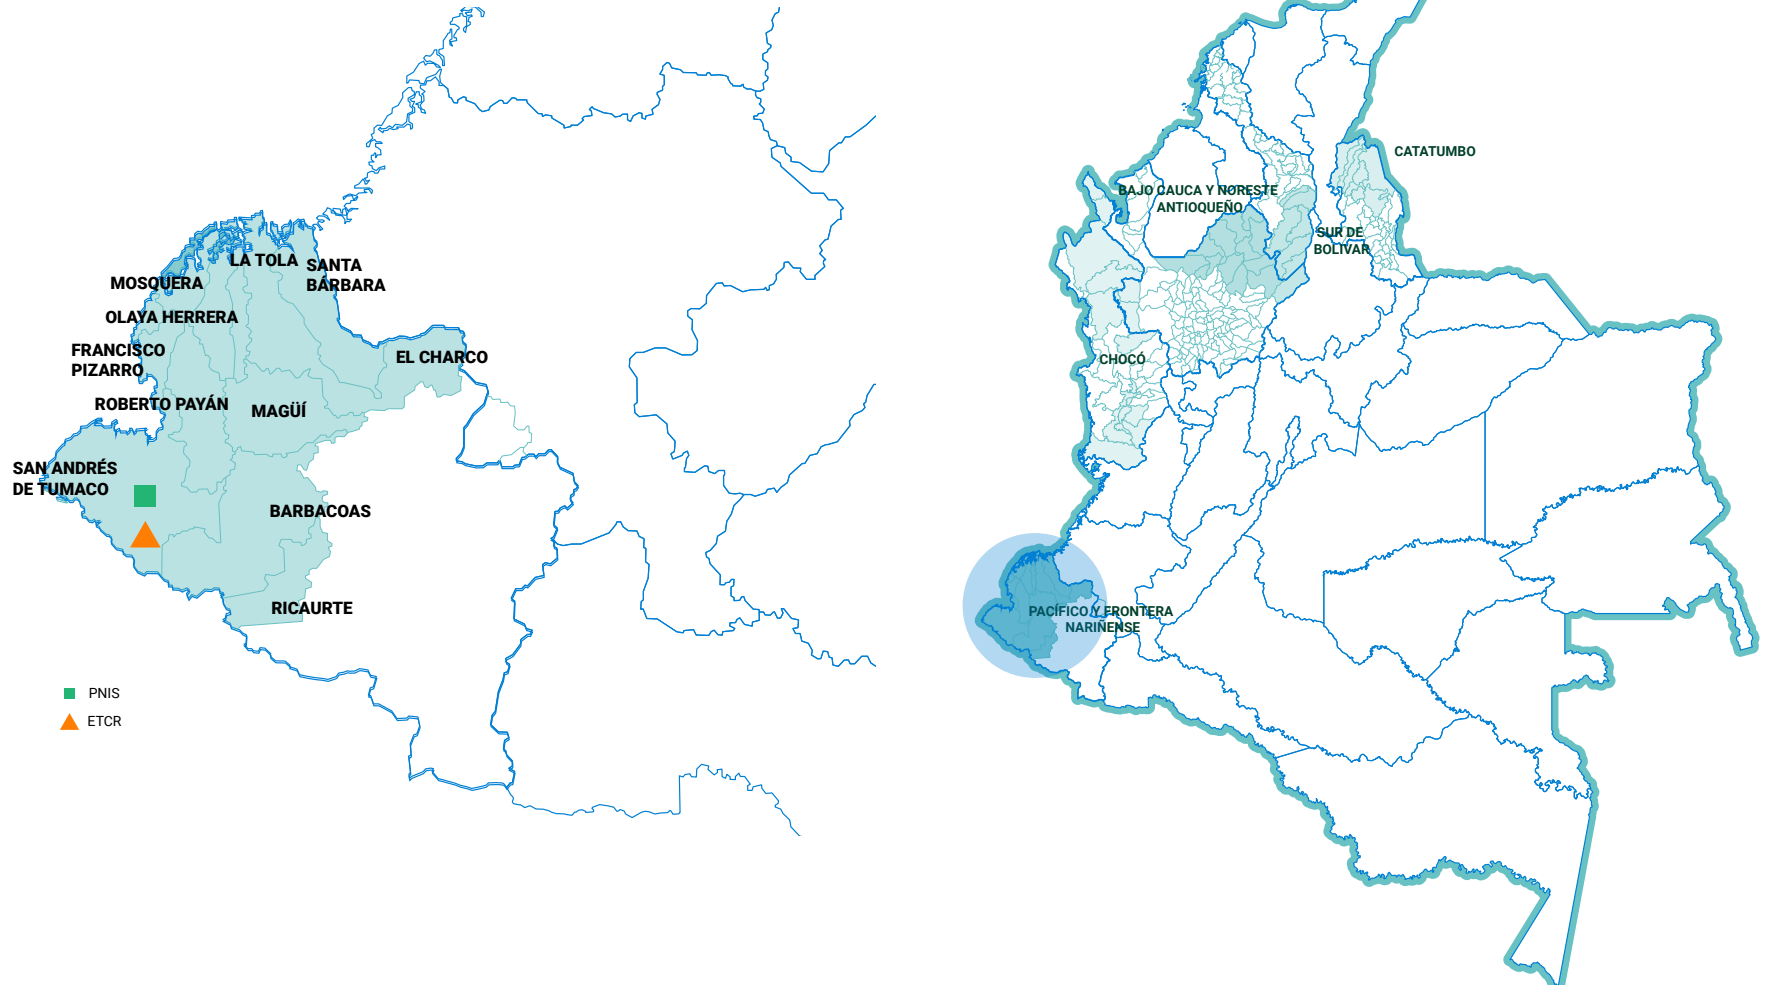 LA TOLA
SANTA
BÁRBARA
MOSQUERA
OLAYA HERRERA
FRANCISCO
PIZARRO
EL CHARCO
ROBERTO PAYÁN
MAGÜÍ
SAN ANDRÉS
DE TUMACO
BARBACOAS
RICAURTE
PNIS
ETCR
CATATUMBO
BAJO CAUCA Y NORESTE
ANTIOQUEÑO
SUR DE
BOLIVAR
CHOCÓ
PACÍFICO Y FRONTERA
NARIÑENSE